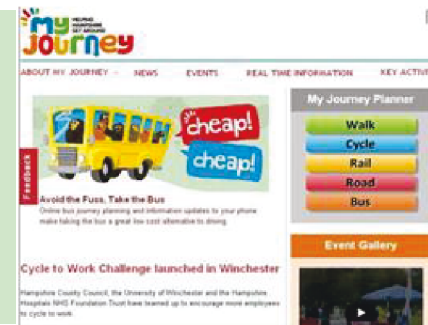 my HELPING
HAMPSHIRE
GET AROUND
JOURNEY
ABOUT MY JOURNEY NEWS EVENTS REAL TIME INFORMATION KEY ACTIV
cheap!
cheap!
Feedback
Avoid the Fuss, Take the Bus
Online bus journey planning and information updates to your phone
make taking the bus a great low cost alternative to driving.
Cycle to Work Challenge launched in Winchester
Hampshire County Council, the University of Winchester and the Hampshire
Hospitals NHS Foundation Trust have teamed up to encourage more employees
to cycle to work
My Journey Planner
Walk
Cycle
Rail
Road
Bus
Event Gallery